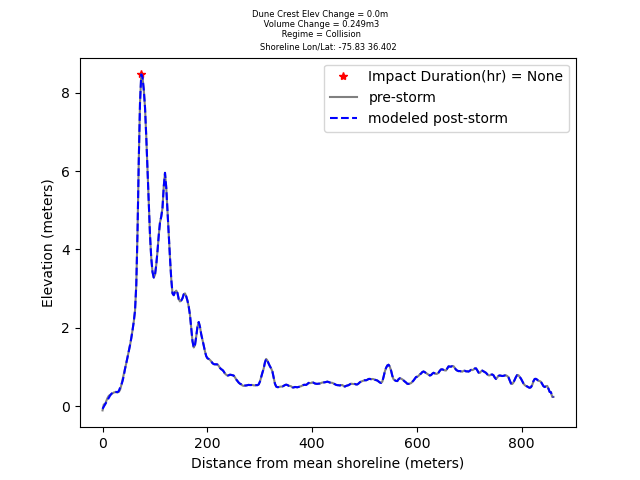 Dune Crest Elev Change = 0.0m
Volume Change = 0.249m3
Regime = Collision
Shoreline Lon/Lat: -75.83 36.402
Impact Duration(hr) = None
pre-storm
modeled post-storm
8
6
4
2
0
Elevation (meters)
0 200 400 600 800
Distance from mean shoreline (meters)